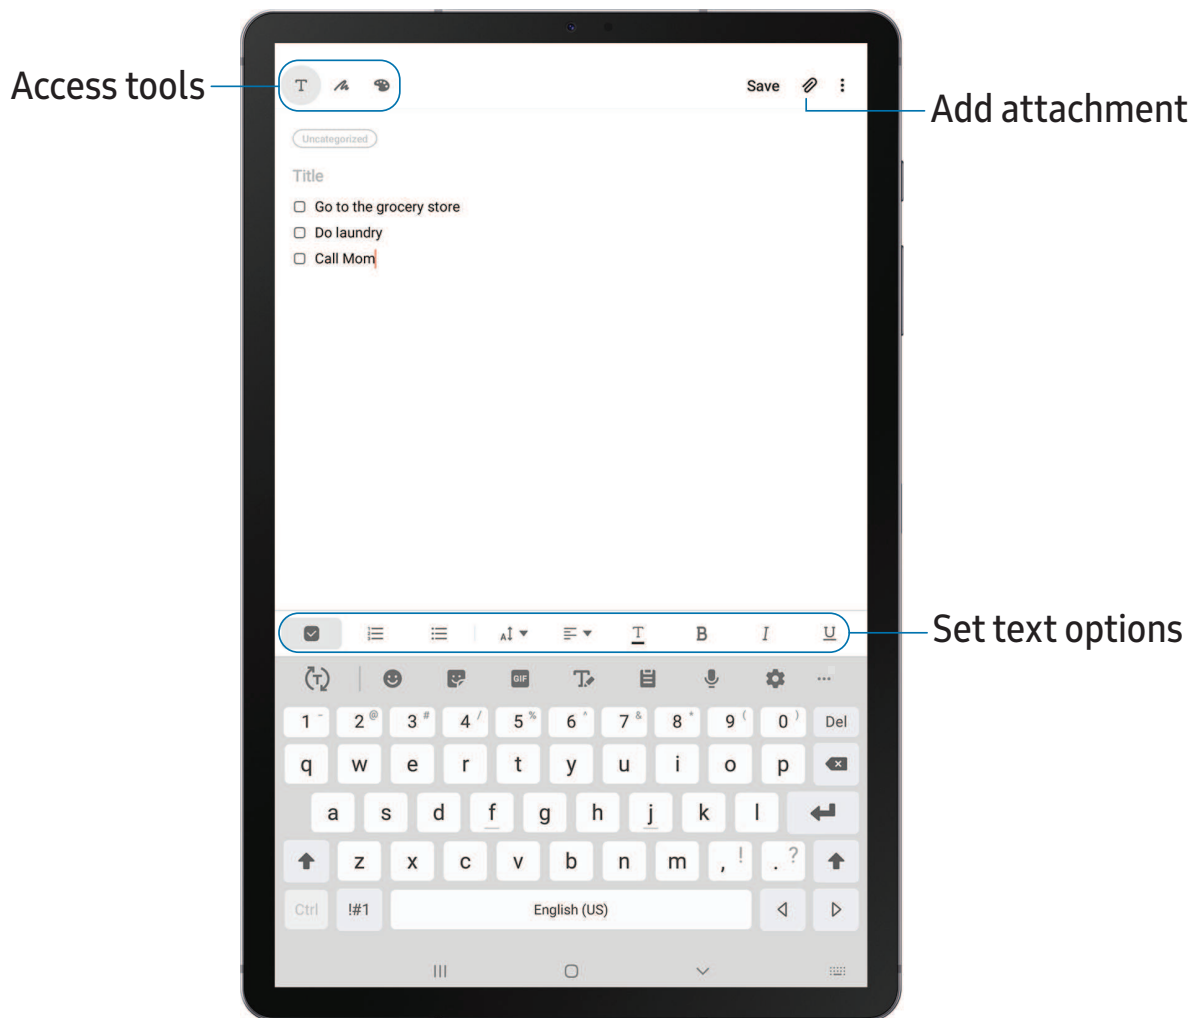 Access tools
T
Save
Add attachment
Uncategorized
Title
Go to the grocery store
Do laundry
Call Mom
Set text options
A T B I U
T GIF T ...
1 - 2 @ 3 # 4 / 5 % 6 ^ 7 & 8 * 9 ( 0 ) Del
q w e r t y u i o p
a s d f g h j k l
z x c v b n m , ! . ?
Ctrl !#1 English (US)